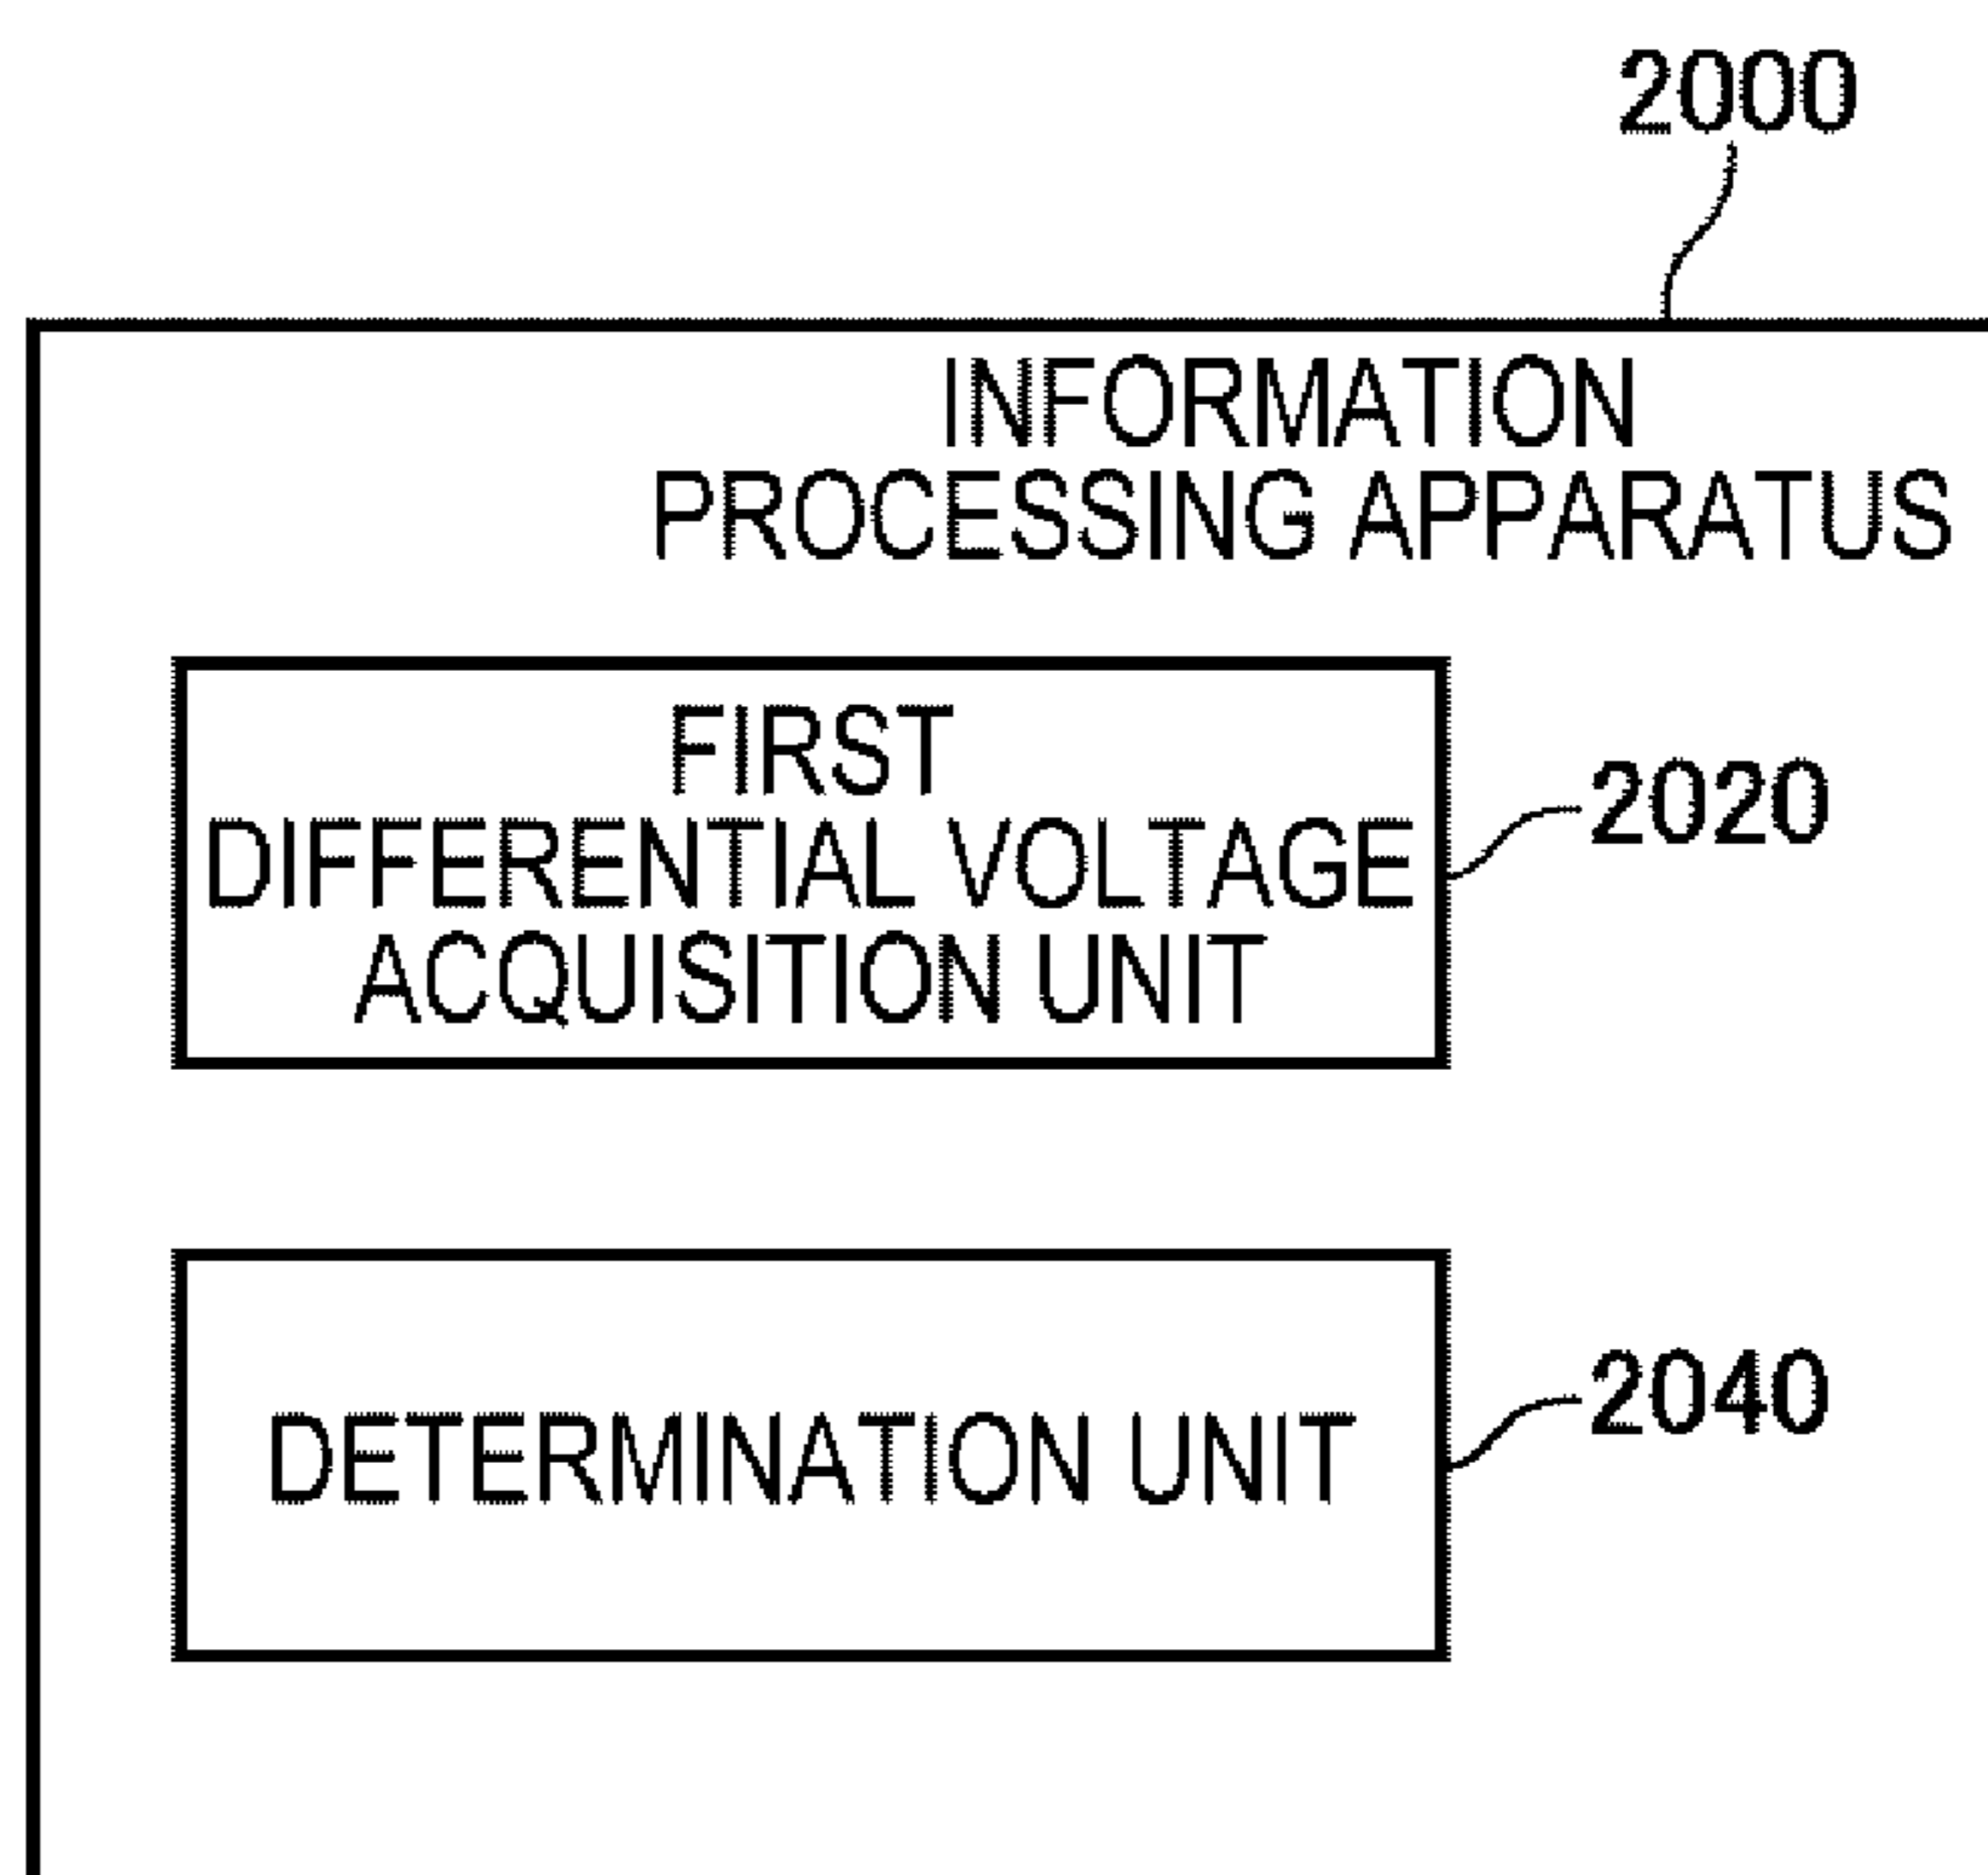 2000
INFORMATION
PROCESSING APPARATUS
FIRST
DIFFERENTIAL VOLTAGE
ACQUISITION UNIT
2020
DETERMINATION UNIT
2040